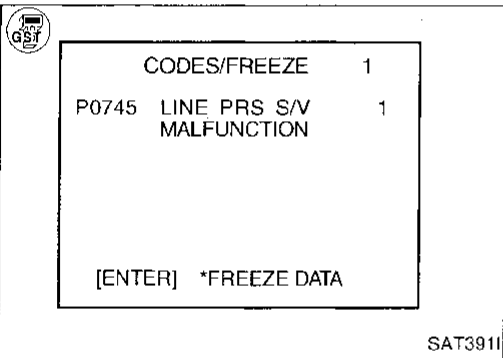 GST
CODES/FREEZE 1
P0745 LINE PRS S/V 1
MALFUNCTION
[ENTER] *FREEZE DATA
SAT391I